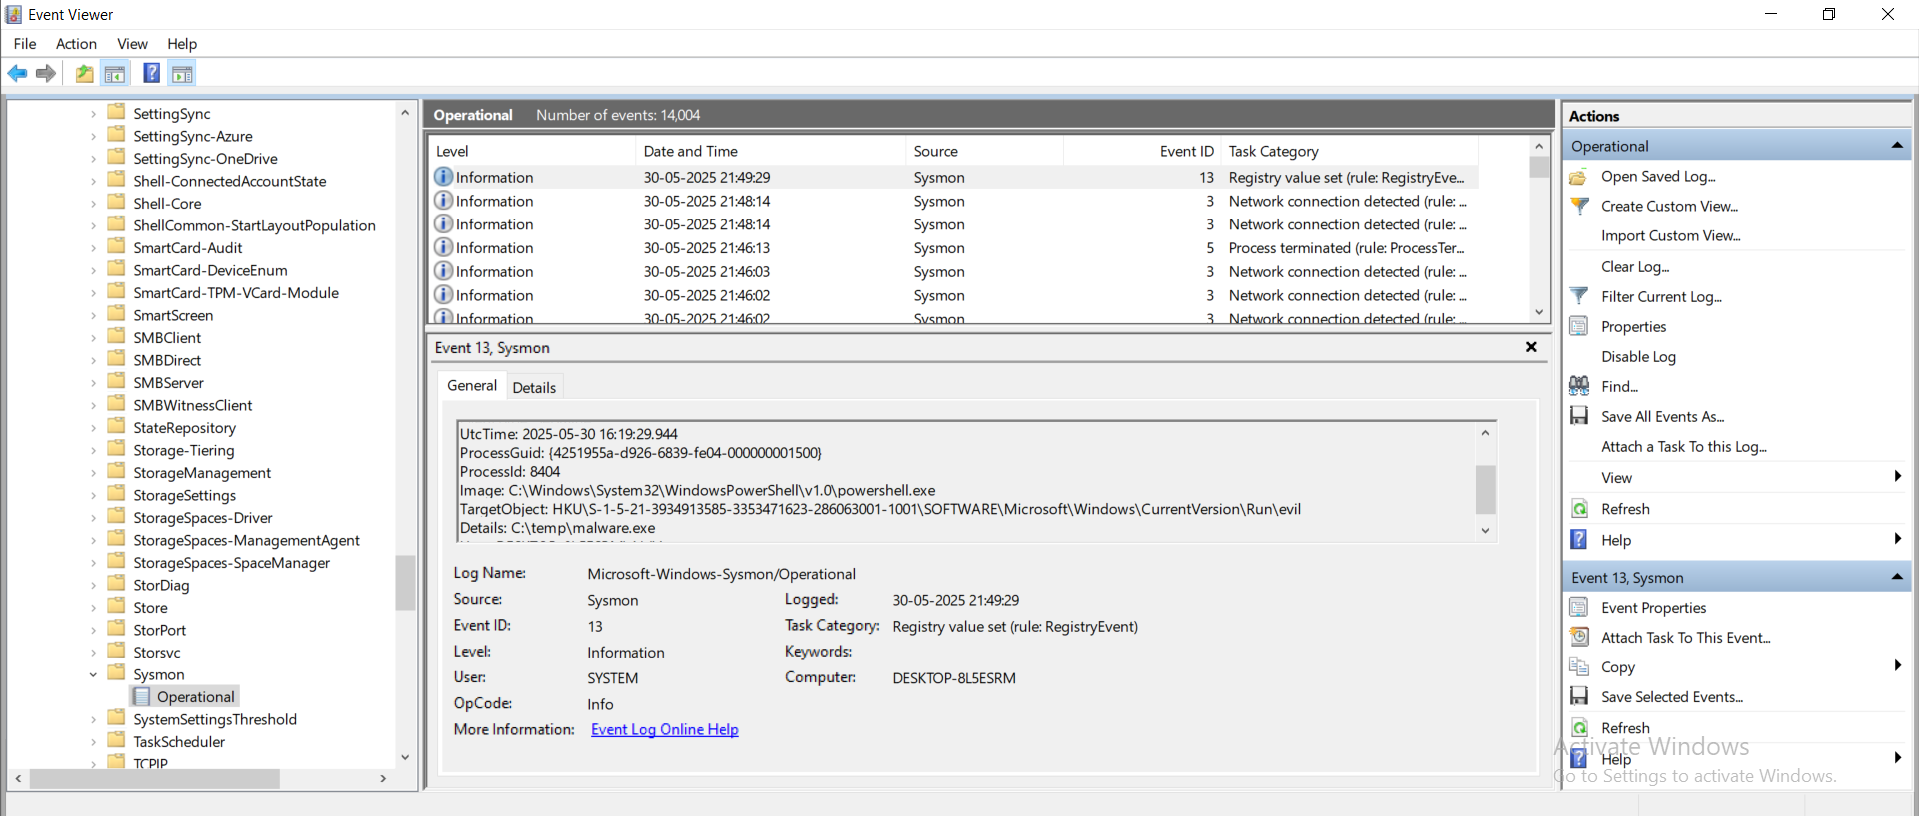 Event Viewer
File Action View Help
SettingSync
SettingSync-Azure
SettingSync-OneDrive
Shell-ConnectedAccountState
Shell-Core
ShellCommon-StartLayoutPopulation
SmartCard-Audit
SmartCard-DeviceEnum
SmartCard-TPM-VCard-Module
SmartScreen
SMBClient
SMBDirect
SMBServer
SMBWitnessClient
StateRepository
Storage-Tiering
StorageManagement
StorageSettings
StorageSpaces-Driver
StorageSpaces-ManagementAgent
StorageSpaces-SpaceManager
StorDiag
Store
StorPort
Storsvc
Sysmon
Operational
SystemSettingsThreshold
TaskScheduler
TCPIP
Operational Number of events: 14,004
Level Date and Time Source Event ID Task Category
Information 30-05-2025 21:49:29 Sysmon 13 Registry value set (rule: RegistryEve...
Information 30-05-2025 21:48:14 Sysmon 3 Network connection detected (rule: ...
Information 30-05-2025 21:48:14 Sysmon 3 Network connection detected (rule: ...
Information 30-05-2025 21:46:13 Sysmon 5 Process terminated (rule: ProcessTer...
Information 30-05-2025 21:46:03 Sysmon 3 Network connection detected (rule: ...
Information 30-05-2025 21:46:02 Sysmon 3 Network connection detected (rule: ...
Information 30-05-2025 21:46:02 Sysmon 3 Network connection detected (rule: ...
Event 13, Sysmon
General Details
UtcTime: 2025-05-30 16:19:29.944
ProcessGuid: {4251955a-d926-6839-fe04-000000001500}
ProcessId: 8404
Image: C:\Windows\System32\WindowsPowerShell\v1.0\powershell.exe
TargetObject: HKU\S-1-5-21-3934913585-3353471623-286063001-1001\SOFTWARE\Microsoft\Windows\CurrentVersion\Run\evil
Details: C:\temp\malware.exe
Log Name: Microsoft-Windows-Sysmon/Operational
Source: Sysmon Logged: 30-05-2025 21:49:29
Event ID: 13 Task Category: Registry value set (rule: RegistryEvent)
Level: Information Keywords:
User: SYSTEM Computer: DESKTOP-8L5ESRM
OpCode: Info
More Information: Event Log Online Help
Actions
Operational
Open Saved Log...
Create Custom View...
Import Custom View...
Clear Log...
Filter Current Log...
Properties
Disable Log
Find...
Save All Events As...
Attach a Task To this Log...
View
Refresh
Help
Event 13, Sysmon
Event Properties
Attach Task To This Event...
Copy
Save Selected Events...
Refresh
Help
Activate Windows
Go to Settings to activate Windows.